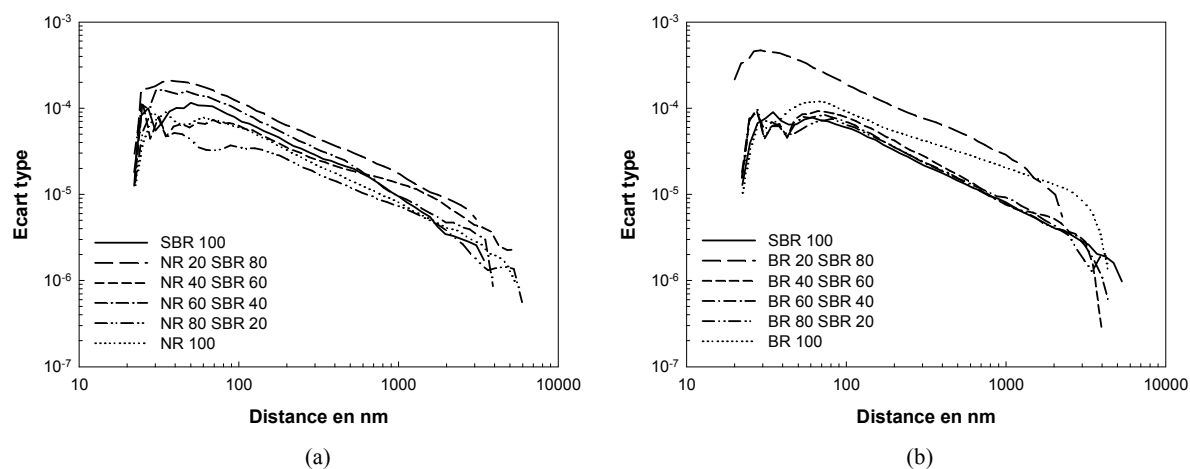 10-3
10-4
10-5
10-6
10-7
Ecart type
SBR 100
NR 20 SBR 80
NR 40 SBR 60
NR 60 SBR 40
NR 80 SBR 20
NR 100
10
100
1000
10000
Distance en nm
(a)
10-3
10-4
10-5
10-6
10-7
Ecart type
SBR 100
BR 20 SBR 80
BR 40 SBR 60
BR 60 SBR 40
BR 80 SBR 20
BR 100
10
100
1000
10000
Distance en nm
(b)